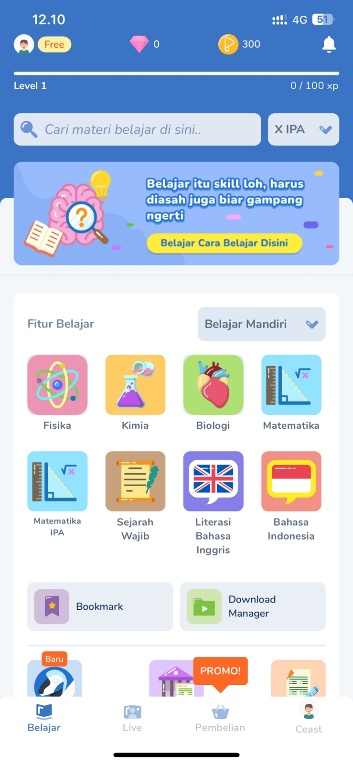 12.10
4G 51
Free
0
300
Level 1
0 / 100 xp
Cari materi belajar di sini..
X IPA
Belajar itu skill loh, harus
diasah juga biar gampang
ngerti
Belajar Cara Belajar Disini
Fitur Belajar
Belajar Mandiri
Fisika
Kimia
Biologi
Matematika
Matematika
IPA
Sejarah
Wajib
Literasi
Bahasa
Inggris
Bahasa
Indonesia
Bookmark
Download
Manager
Baru
PROMO!
Belajar
Live
Pembelian
Ceast